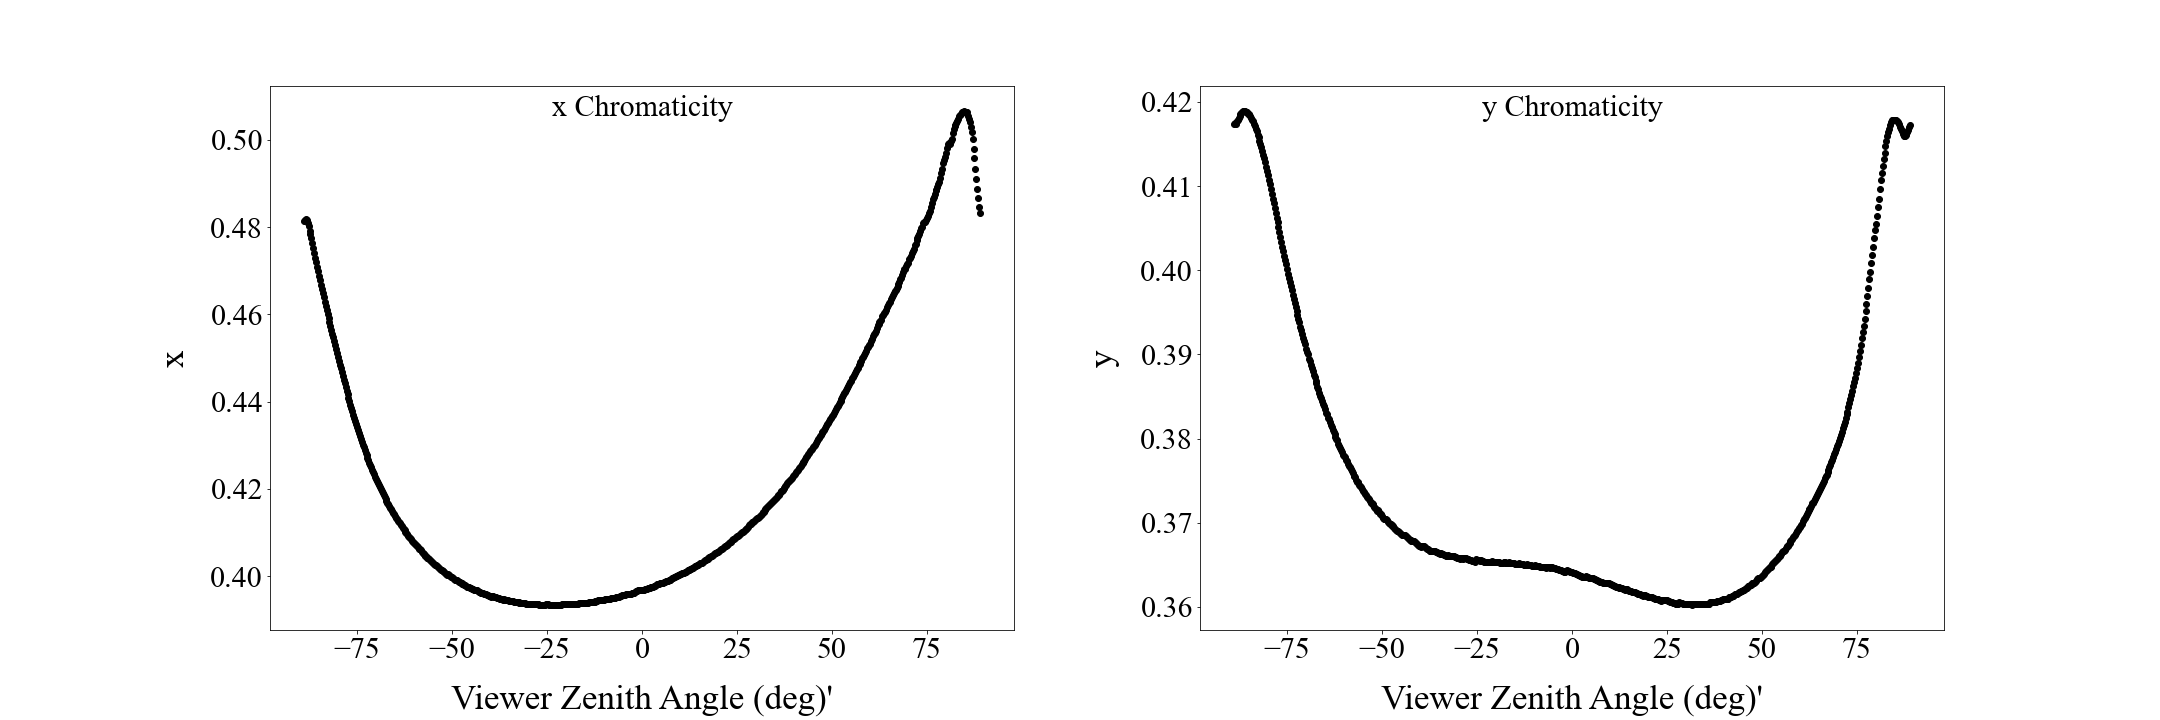 x Chromaticity
x
0.50
0.48
0.46
0.44
0.42
0.40
−75 −50 −25 0 25 50 75
Viewer Zenith Angle (deg)'
y Chromaticity
y
0.42
0.41
0.40
0.39
0.38
0.37
0.36
−75 −50 −25 0 25 50 75
Viewer Zenith Angle (deg)'